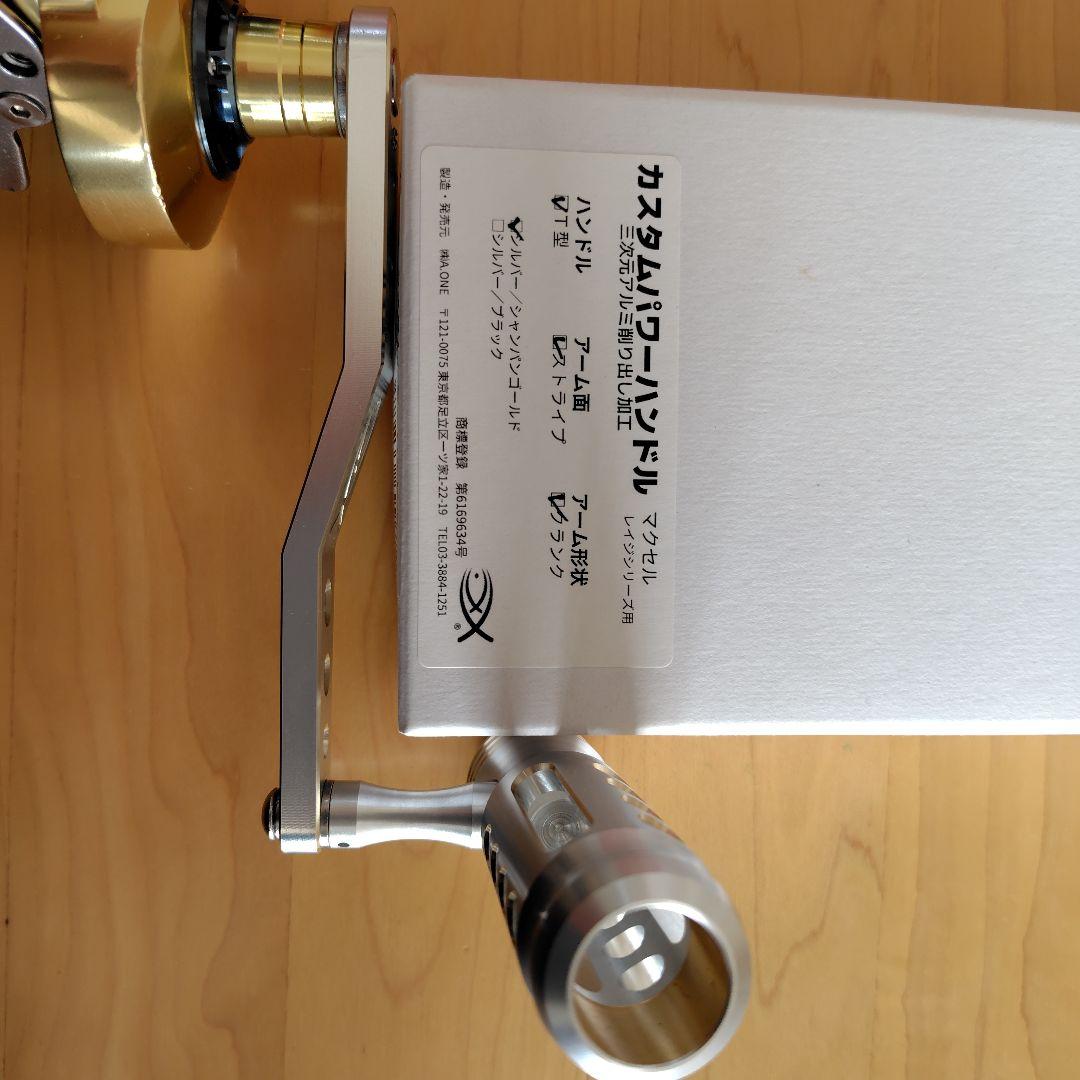 カスタムパワーハンドル マクセル
三次元アルミ削り出し加工 レイジシリーズ用
ハンドル アーム面 アーム形状
T型 ストライプ クランク
シルバー／シャンパンゴールド
シルバー／ブラック
商標登録 第6169634号
製造・発売元 ㈱A.ONE 〒121-0075 東京都足立区一ツ家1-22-19 TEL03-3884-1251
®